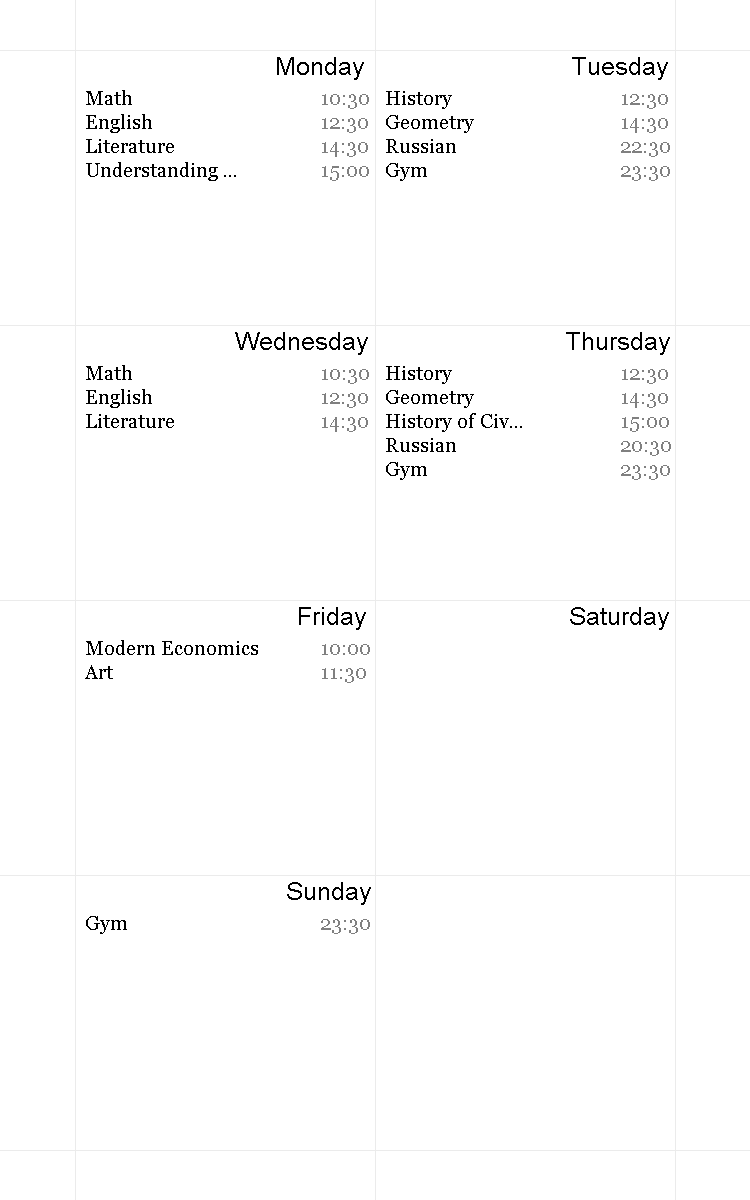 Monday
Math 10:30
English 12:30
Literature 14:30
Understanding ... 15:00
Tuesday
History 12:30
Geometry 14:30
Russian 22:30
Gym 23:30
Wednesday
Math 10:30
English 12:30
Literature 14:30
Thursday
History 12:30
Geometry 14:30
History of Civ... 15:00
Russian 20:30
Gym 23:30
Friday
Modern Economics 10:00
Art 11:30
Saturday
Sunday
Gym 23:30